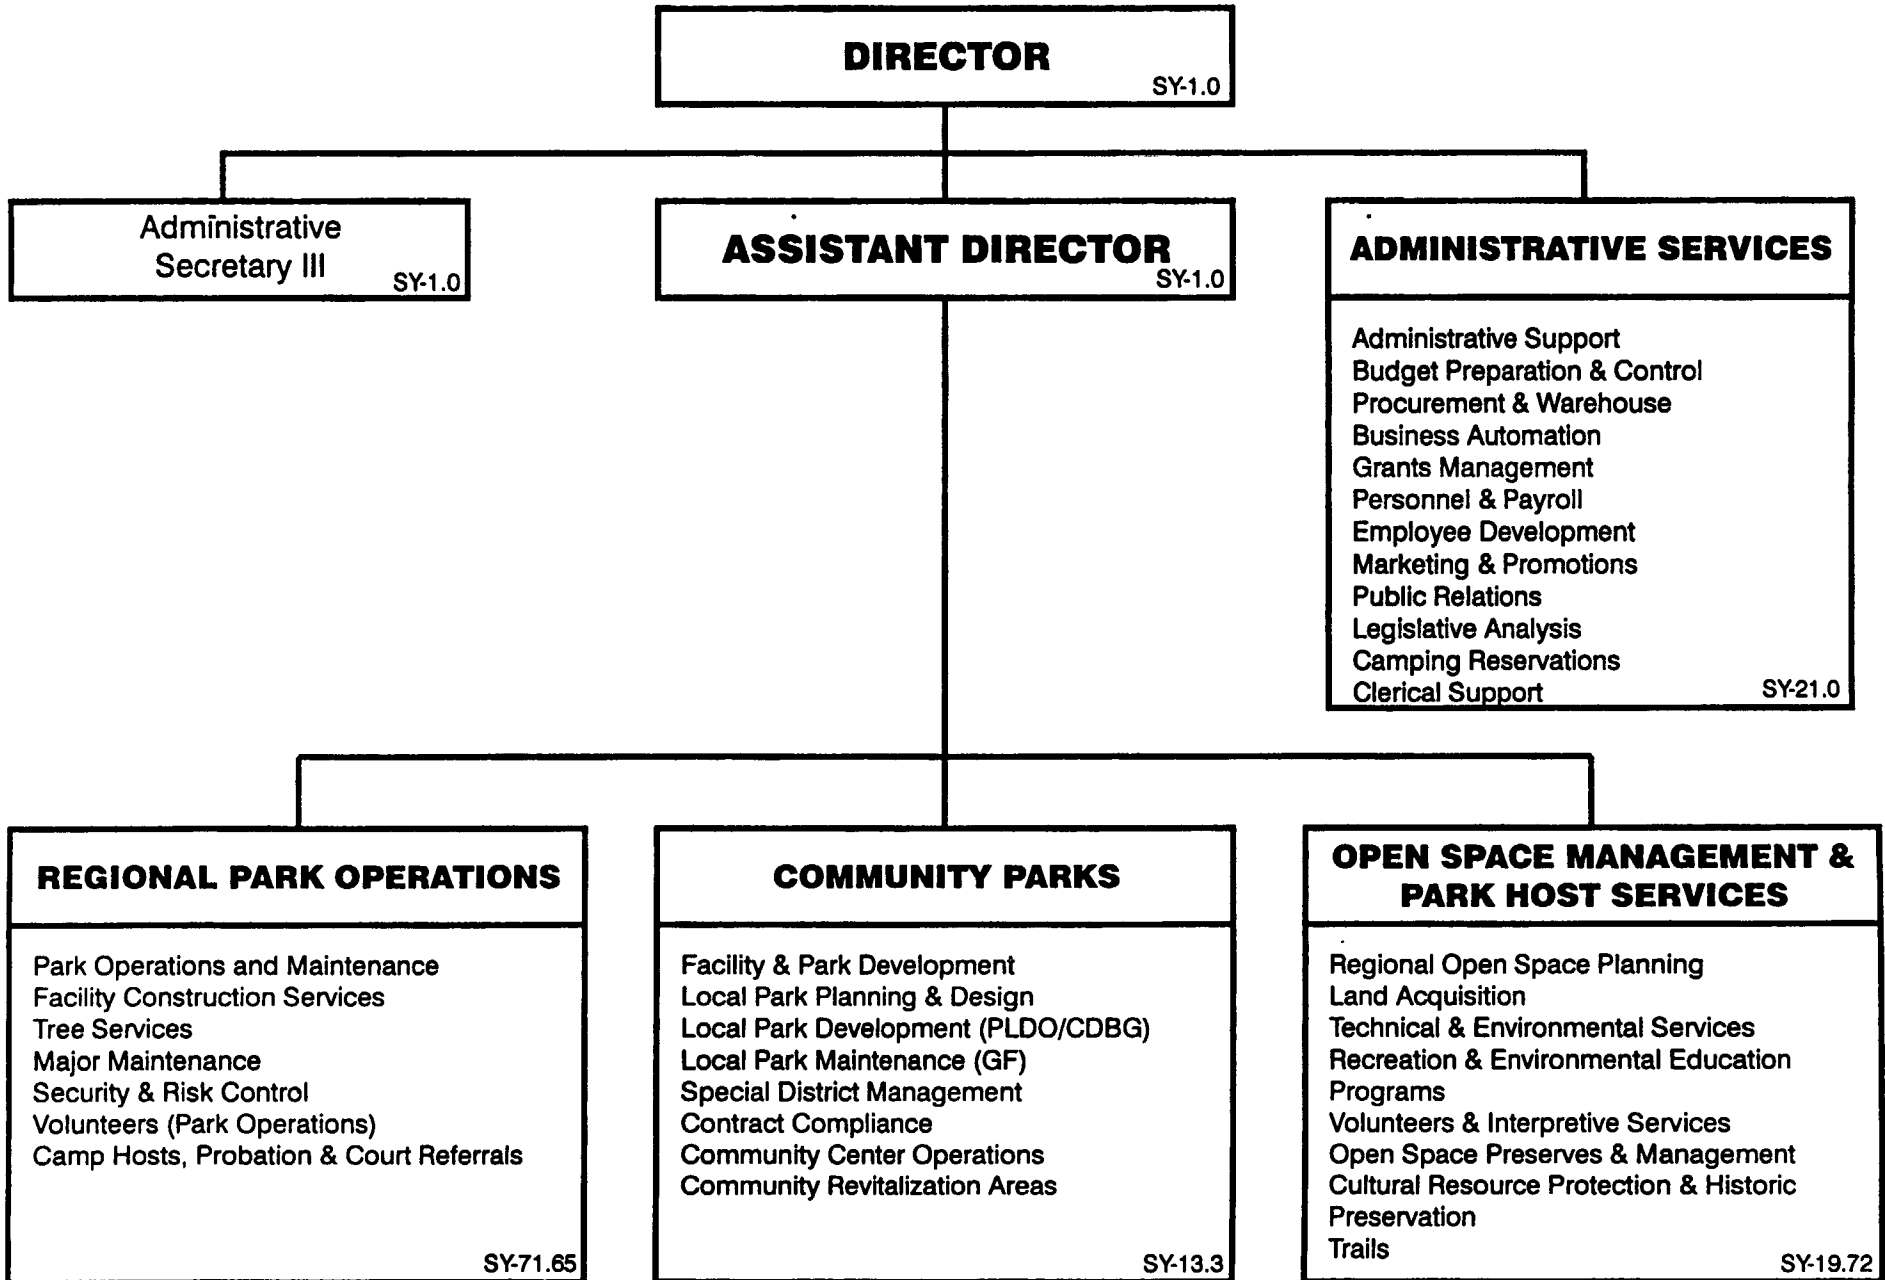 DIRECTOR
SY-1.0
Administrative
Secretary III
SY-1.0
ASSISTANT DIRECTOR
SY-1.0
ADMINISTRATIVE SERVICES
Administrative Support
Budget Preparation & Control
Procurement & Warehouse
Business Automation
Grants Management
Personnel & Payroll
Employee Development
Marketing & Promotions
Public Relations
Legislative Analysis
Camping Reservations
Clerical Support
SY-21.0
REGIONAL PARK OPERATIONS
Park Operations and Maintenance
Facility Construction Services
Tree Services
Major Maintenance
Security & Risk Control
Volunteers (Park Operations)
Camp Hosts, Probation & Court Referrals
SY-71.65
COMMUNITY PARKS
Facility & Park Development
Local Park Planning & Design
Local Park Development (PLDO/CDBG)
Local Park Maintenance (GF)
Special District Management
Contract Compliance
Community Center Operations
Community Revitalization Areas
SY-13.3
OPEN SPACE MANAGEMENT &
PARK HOST SERVICES
Regional Open Space Planning
Land Acquisition
Technical & Environmental Services
Recreation & Environmental Education
Programs
Volunteers & Interpretive Services
Open Space Preserves & Management
Cultural Resource Protection & Historic
Preservation
Trails
SY-19.72